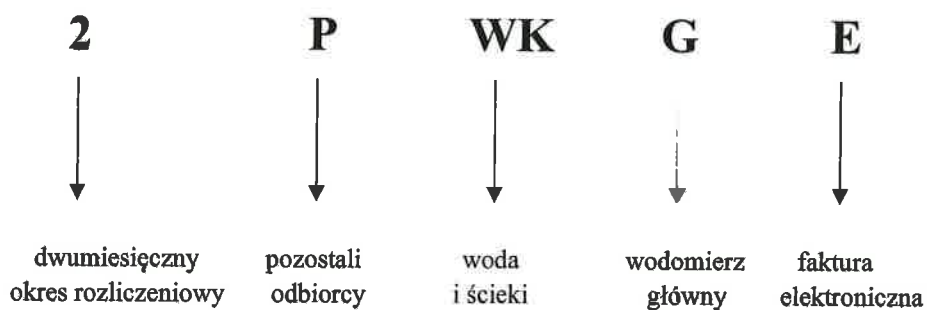 2 P WK G E
dwumiesięczny pozostali woda wodomierz faktura
okres rozliczeniowy odbiorcy i ścieki główny elektroniczna